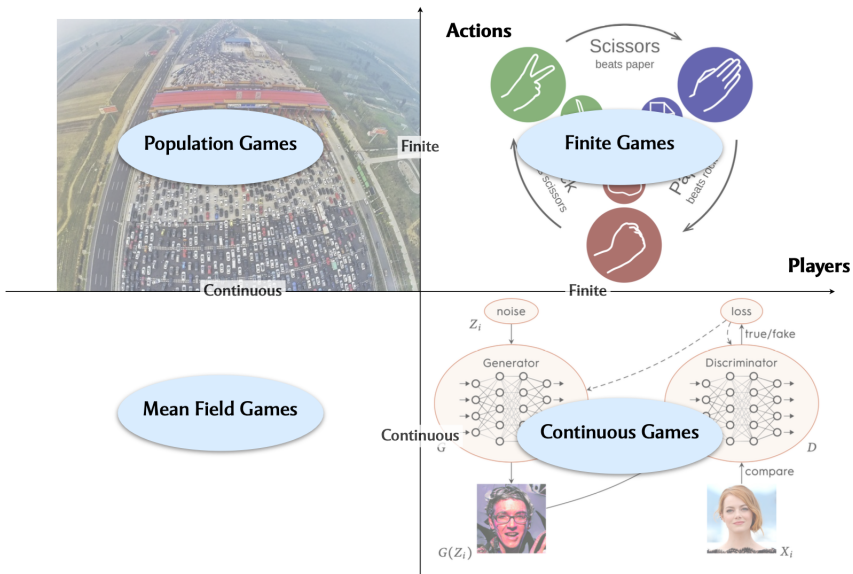 Actions
Scissors
beats paper
Population Games
Finite
Finite Games
beats rock
scissors
Players
Continuous
Finite
noise
loss
Z_i
true/fake
Generator
Discriminator
Mean Field Games
Continuous
Continuous Games
G
D
compare
G(Z_i)
X_i